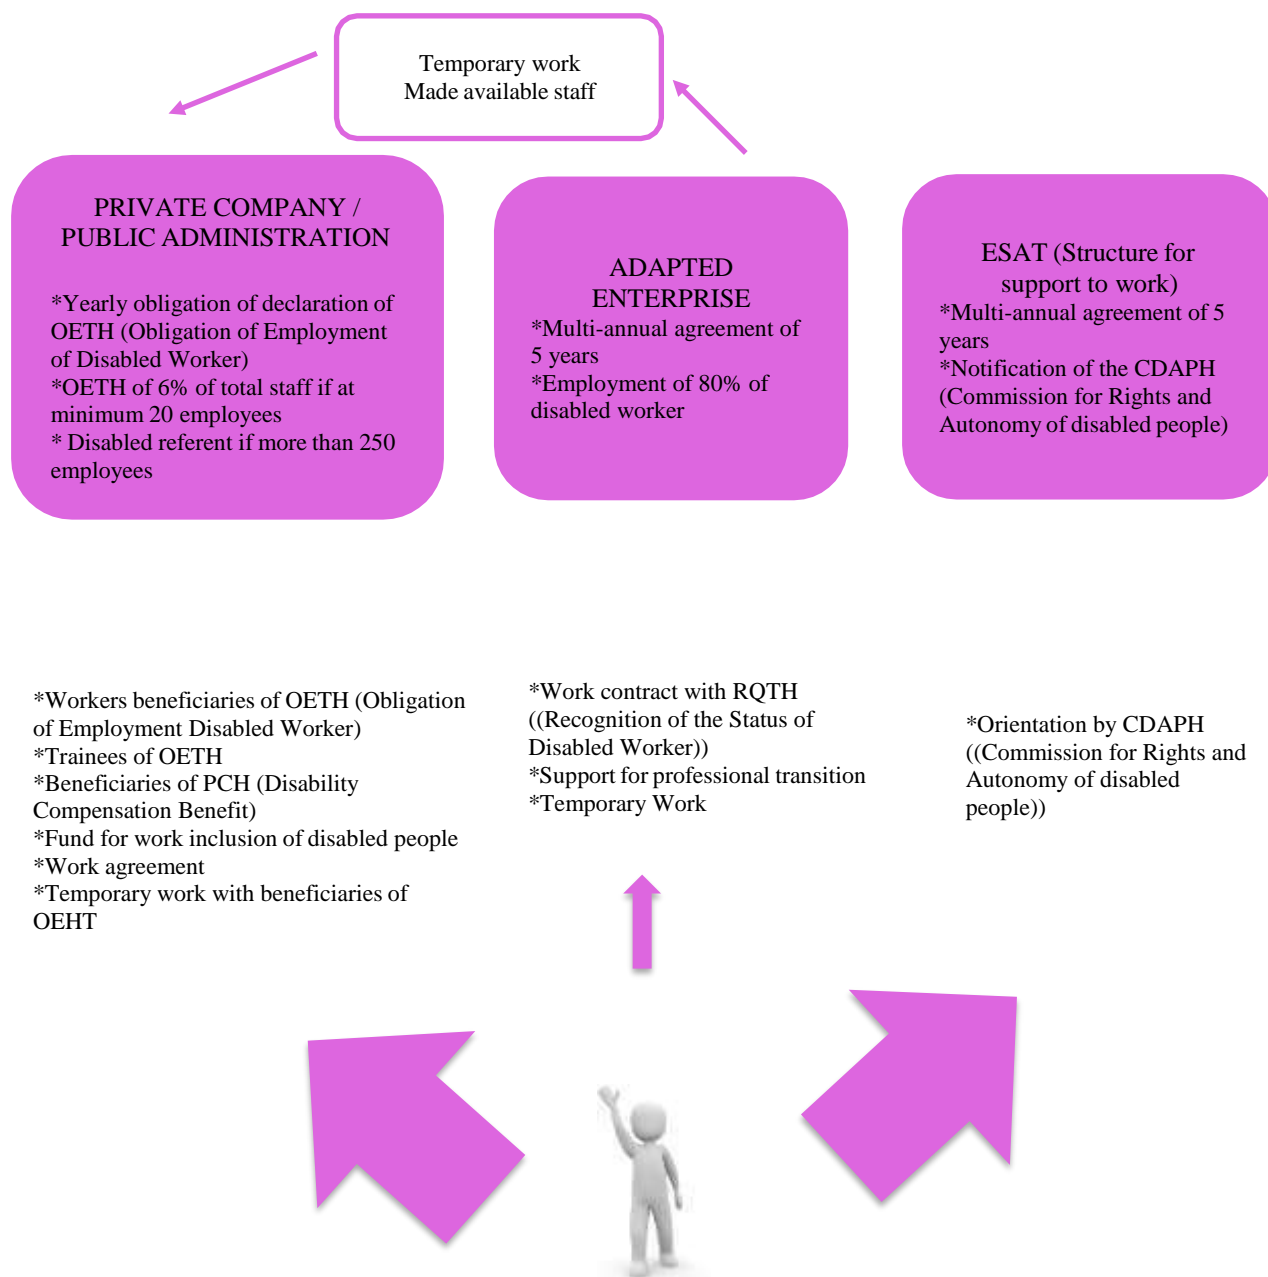 Temporary work
Made available staff
PRIVATE COMPANY /
PUBLIC ADMINISTRATION
*Yearly obligation of declaration of
OETH (Obligation of Employment
of Disabled Worker)
*OETH of 6% of total staff if at
minimum 20 employees
* Disabled referent if more than 250
employees
ADAPTED
ENTERPRISE
*Multi-annual agreement of
5 years
*Employment of 80% of
disabled worker
ESAT (Structure for
support to work)
*Multi-annual agreement of 5
years
*Notification of the CDAPH
(Commission for Rights and
Autonomy of disabled people)
*Workers beneficiaries of OETH (Obligation
of Employment Disabled Worker)
*Trainees of OETH
*Beneficiaries of PCH (Disability
Compensation Benefit)
*Fund for work inclusion of disabled people
*Work agreement
*Temporary work with beneficiaries of
OEHT
*Work contract with RQTH
((Recognition of the Status of
Disabled Worker))
*Support for professional transition
*Temporary Work
*Orientation by CDAPH
((Commission for Rights and
Autonomy of disabled
people))